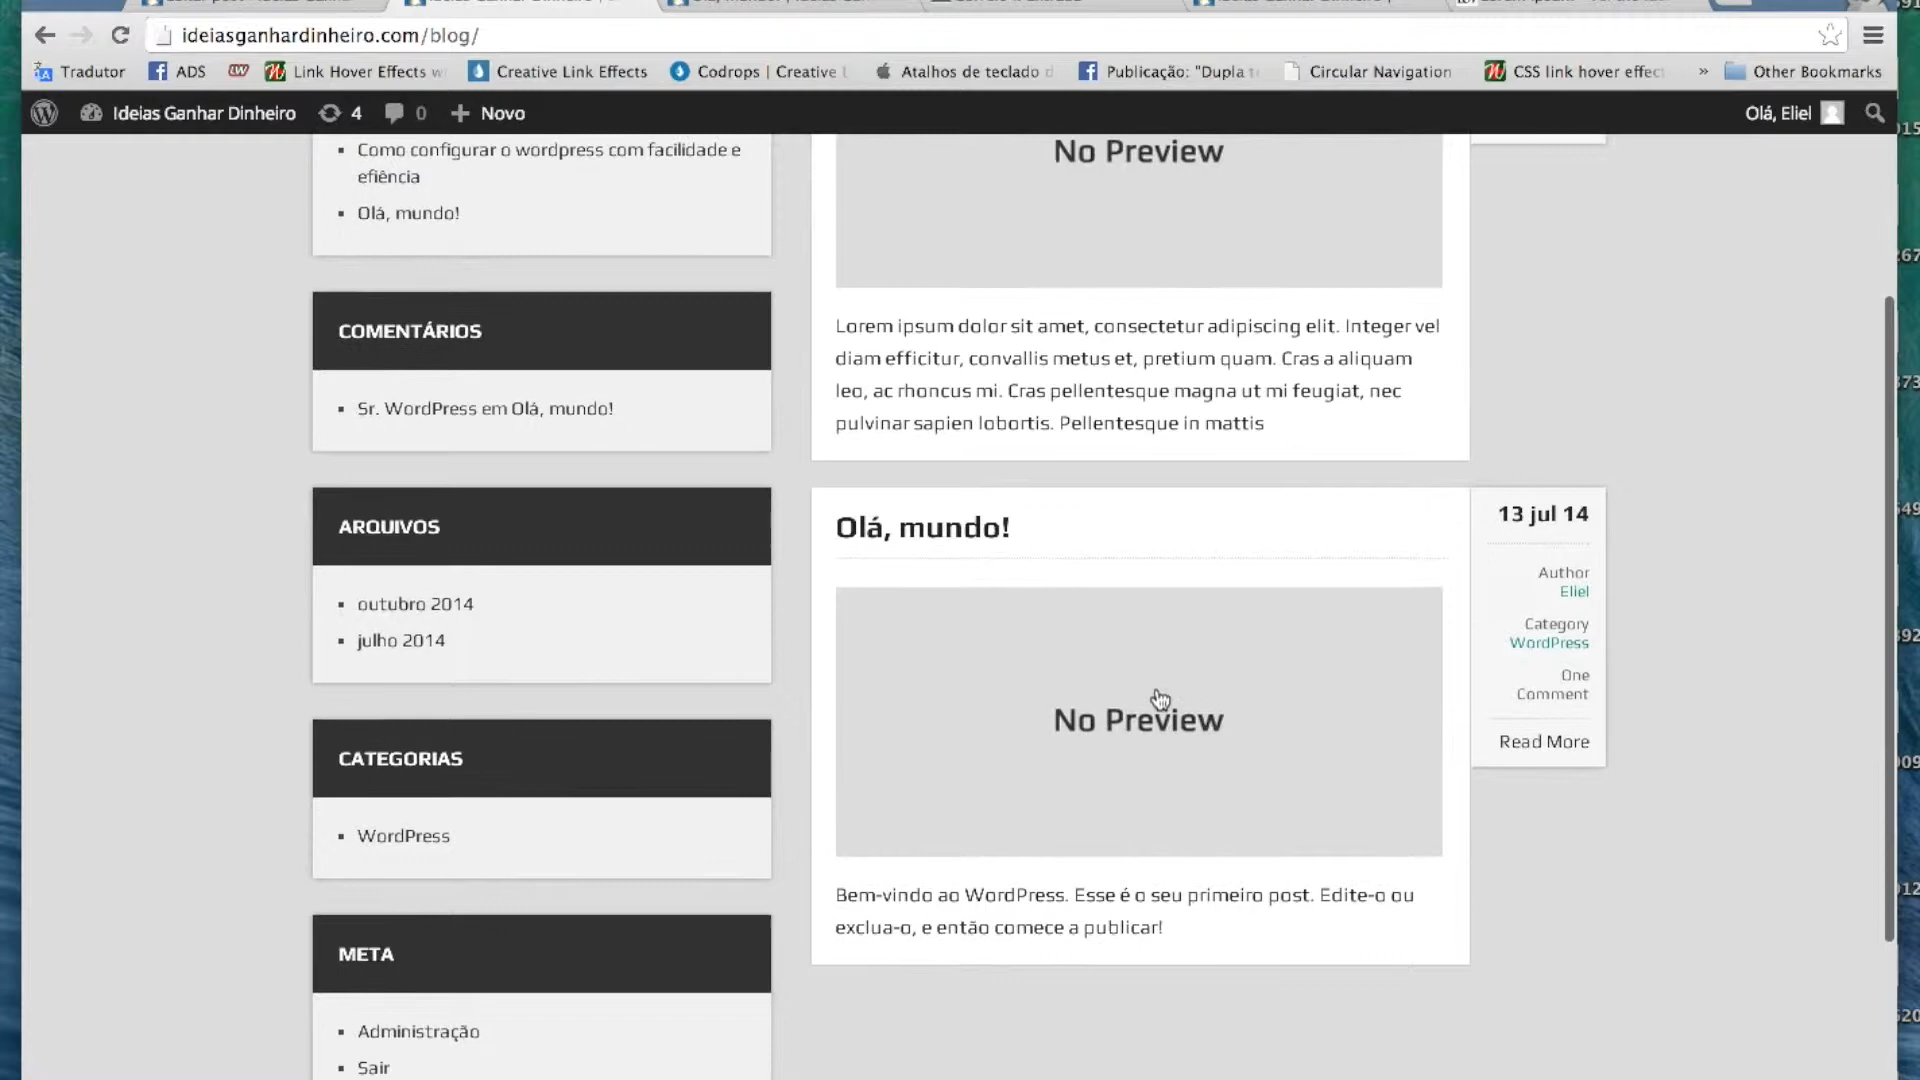 ideiasganhardinheiro.com/blog/
Tradutor
ADS
Link Hover Effects
Creative Link Effects
Codrops | Creative
Atalhos de teclado
Publicação: "Dupla
Circular Navigation
CSS link hover
»
Other Bookmarks
Ideias Ganhar Dinheiro
4
0
Novo
Olá, Eliel
Como configurar o wordpress com facilidade e
efiência
Olá, mundo!
COMENTÁRIOS
Sr. WordPress em Olá, mundo!
ARQUIVOS
outubro 2014
julho 2014
CATEGORIAS
WordPress
META
Administração
Sair
No Preview
Lorem ipsum dolor sit amet, consectetur adipiscing elit. Integer vel
diam efficitur, convallis metus et, pretium quam. Cras a aliquam
leo, ac rhoncus mi. Cras pellentesque magna ut mi feugiat, nec
pulvinar sapien lobortis. Pellentesque in mattis
Olá, mundo!
No Preview
Bem-vindo ao WordPress. Esse é o seu primeiro post. Edite-o ou
exclua-o, e então comece a publicar!
13 jul 14
Author
Eliel
Category
WordPress
One
Comment
Read More